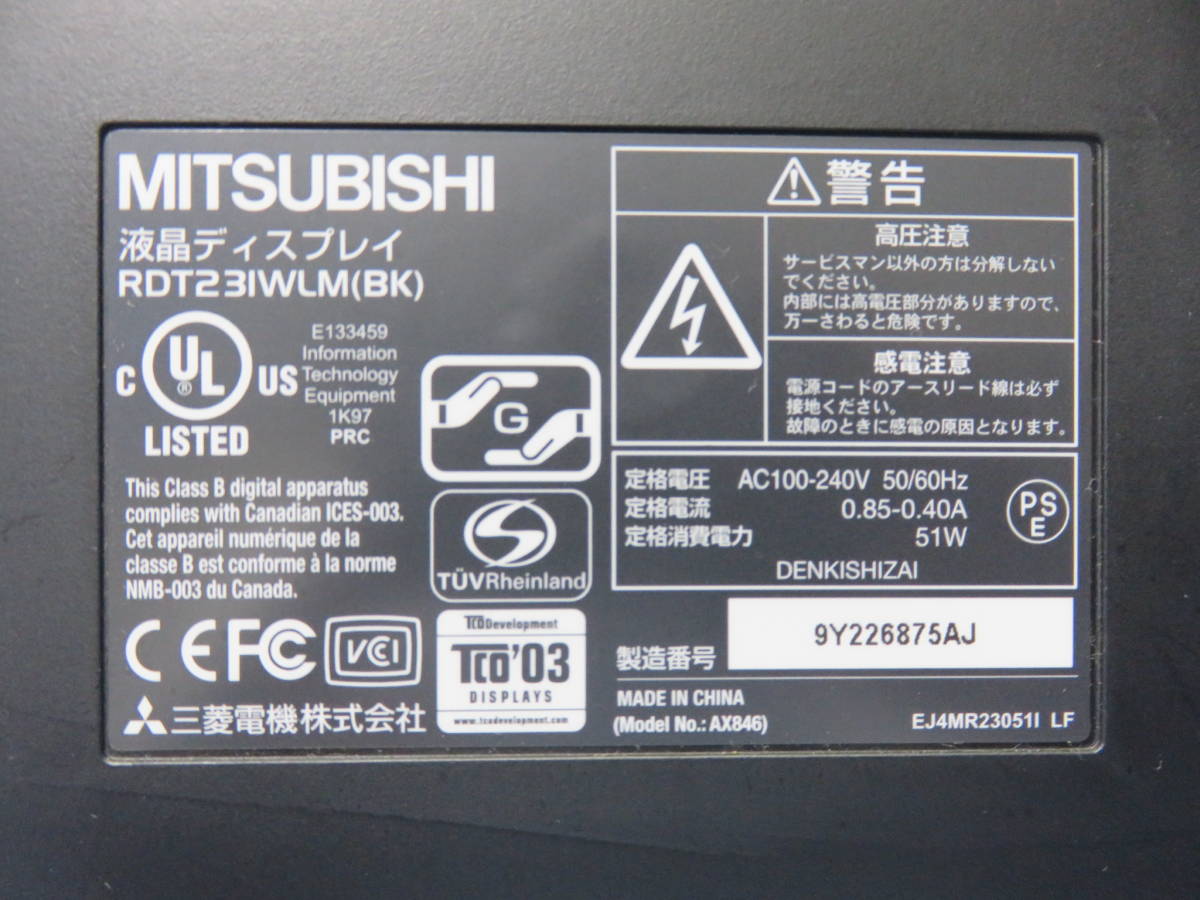 MITSUBISHI
液晶ディスプレイ
RDT231WLM(BK)
C UL ® US
LISTED
E133459
Information
Technology
Equipment
1K97
PRC
G
This Class B digital apparatus
complies with Canadian ICES-003.
Cet appareil numérique de la
classe B est conforme à la norme
NMB-003 du Canada.
TÜVRheinland
CE FC VCI
TCO Development
TCO'03
DISPLAYS
www.tcodevelopment.com
三菱電機株式会社
警告
高圧注意
サービスマン以外の方は分解しない
でください。
内部には高電圧部分がありますので、
万一さわると危険です。
感電注意
電源コードのアースリード線は必ず
接地ください。
故障のときに感電の原因となります。
定格電圧 AC100-240V 50/60Hz
定格電流 0.85-0.40A
定格消費電力 51W
PS
E
DENKISHIZAI
製造番号 9Y226875AJ
MADE IN CHINA
(Model No.: AX846)
EJ4MR23051I LF